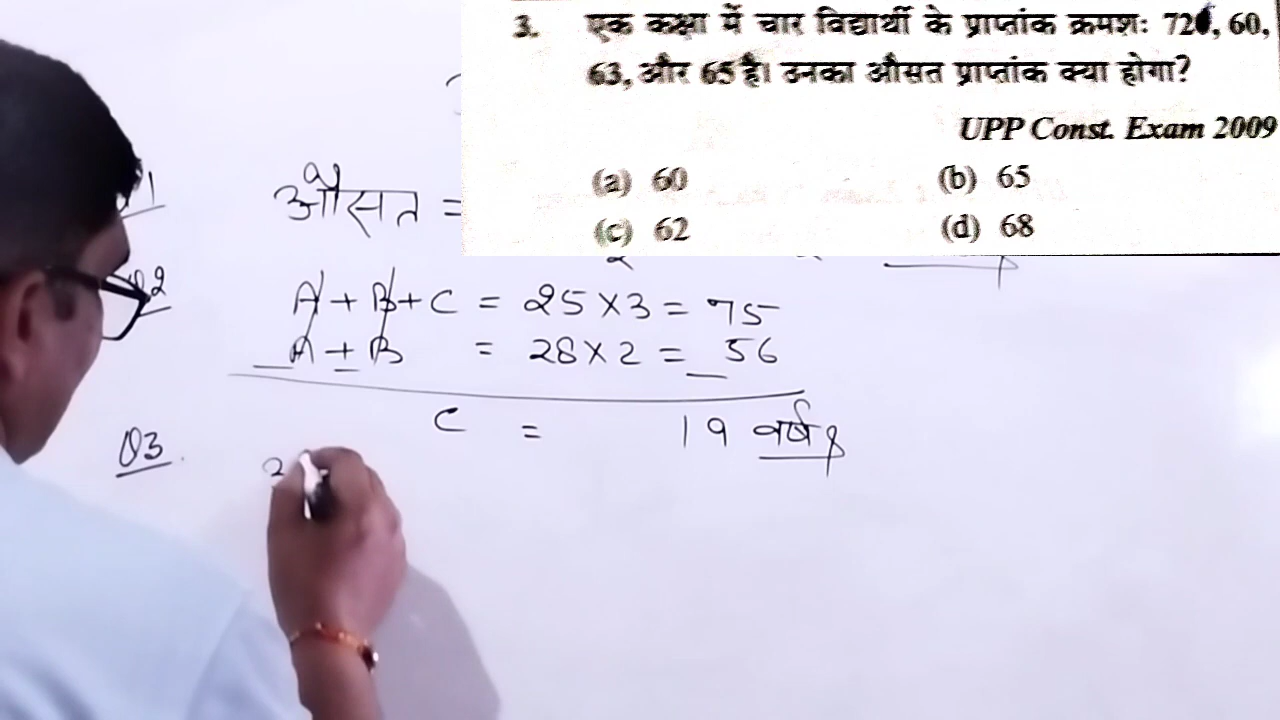 3. एक कक्षा में चार विद्यार्थी के प्राप्तांक क्रमशः 72, 60,
63, और 65 है। उनका औसत प्राप्तांक क्या होगा?
UPP Const. Exam 2009
(a) 60 (b) 65
(c) 62 (d) 68
औसत =
Q2
A + B + C = 25 × 3 = 75
A + B = 28 × 2 = 56
C = 19 वर्ष
Q3.